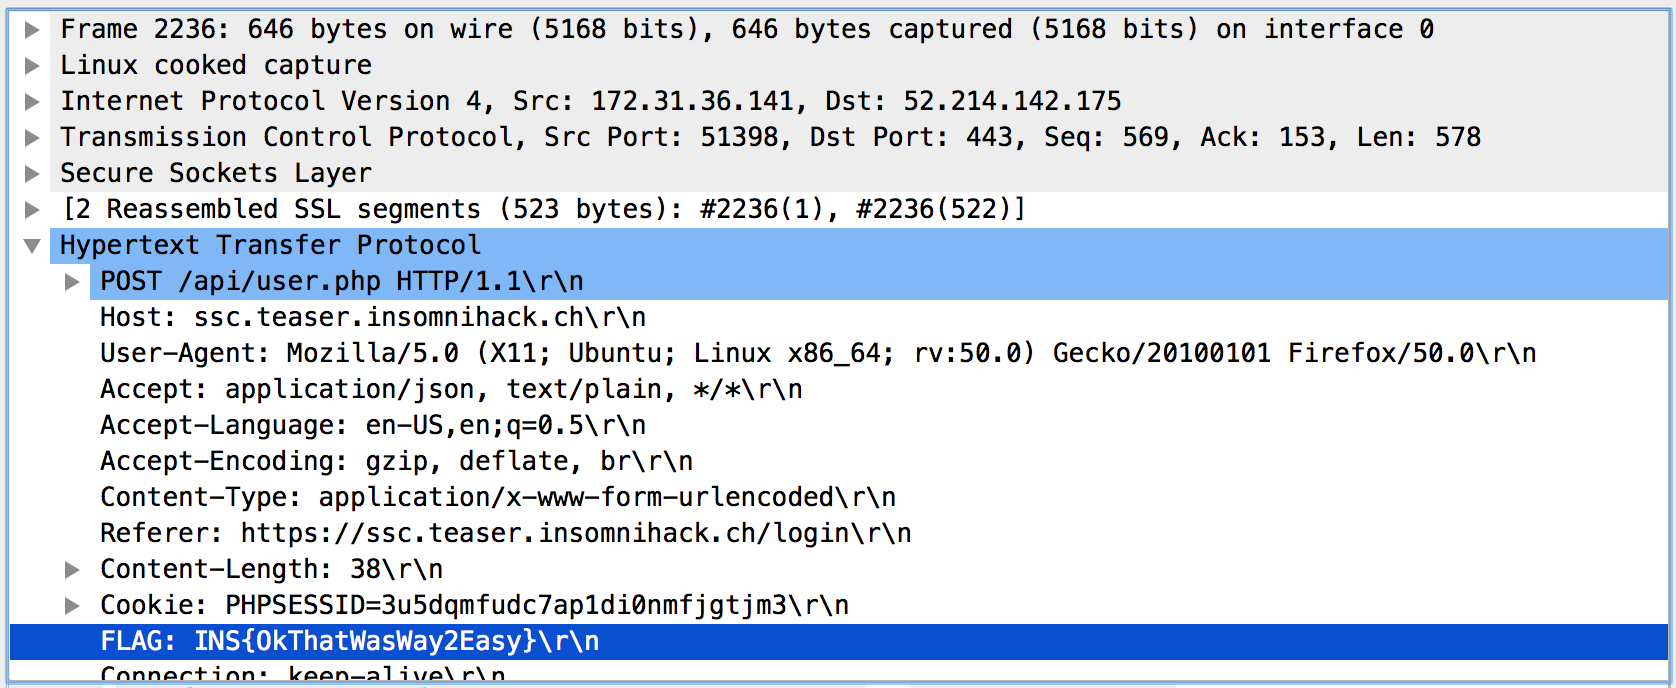 Frame 2236: 646 bytes on wire (5168 bits), 646 bytes captured (5168 bits) on interface 0
Linux cooked capture
Internet Protocol Version 4, Src: 172.31.36.141, Dst: 52.214.142.175
Transmission Control Protocol, Src Port: 51398, Dst Port: 443, Seq: 569, Ack: 153, Len: 578
Secure Sockets Layer
[2 Reassembled SSL segments (523 bytes): #2236(1), #2236(522)]
Hypertext Transfer Protocol
POST /api/user.php HTTP/1.1\r\n
Host: ssc.teaser.insomnihack.ch\r\n
User-Agent: Mozilla/5.0 (X11; Ubuntu; Linux x86_64; rv:50.0) Gecko/20100101 Firefox/50.0\r\n
Accept: application/json, text/plain, */*\r\n
Accept-Language: en-US,en;q=0.5\r\n
Accept-Encoding: gzip, deflate, br\r\n
Content-Type: application/x-www-form-urlencoded\r\n
Referer: https://ssc.teaser.insomnihack.ch/login\r\n
Content-Length: 38\r\n
Cookie: PHPSESSID=3u5dqmfudc7ap1di0nmfjgtjm3\r\n
FLAG: INS{OkThatWasWay2Easy}\r\n
Connection: keep-alive\r\n